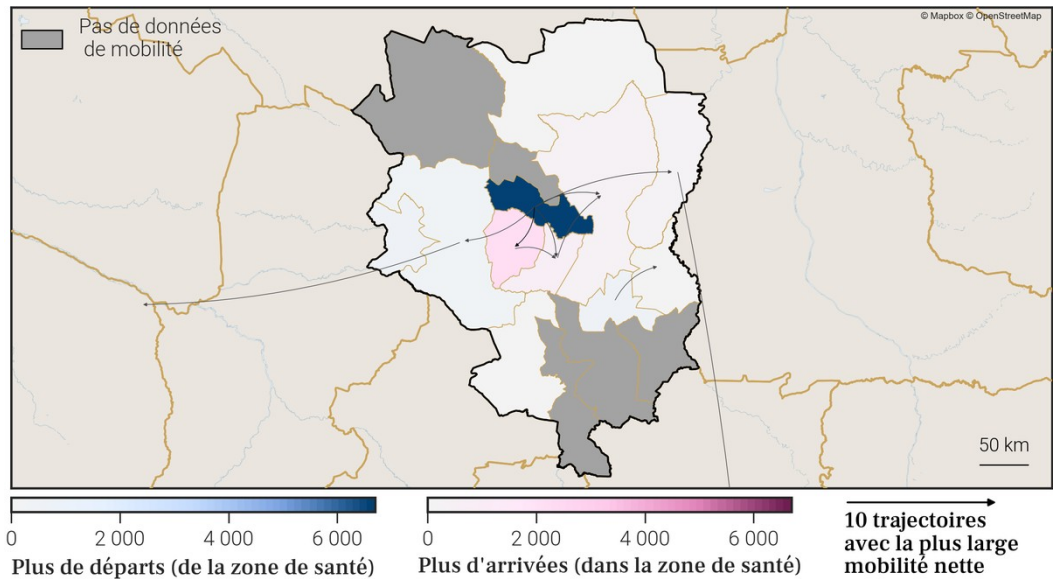 © Mapbox © OpenStreetMap
Pas de données
de mobilité
50 km
0 2 000 4 000 6 000
Plus de départs (de la zone de santé)
0 2 000 4 000 6 000
Plus d'arrivées (dans la zone de santé)
10 trajectoires
avec la plus large
mobilité nette